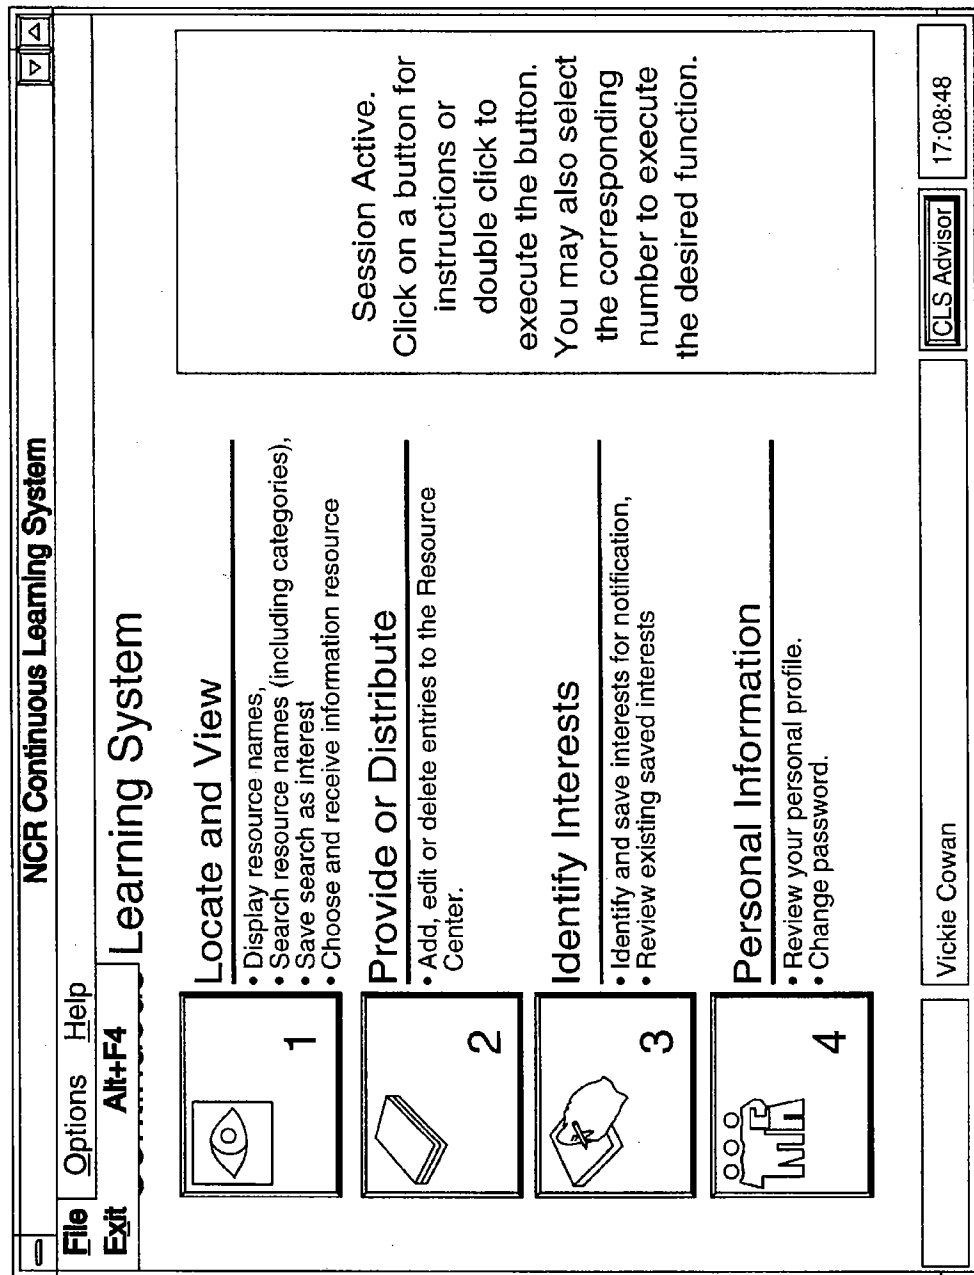 NCR Continuous Learning System
File Options Help
Exit Alt+F4
Learning System
1
Locate and View
• Display resource names,
• Search resource names (including categories),
• Save search as interest
• Choose and receive information resource
2
Provide or Distribute
• Add, edit or delete entries to the Resource
Center.
3
Identify Interests
• Identify and save interests for notification,
• Review existing saved interests
4
Personal Information
• Review your personal profile.
• Change password.
Session Active.
Click on a button for
instructions or
double click to
execute the button.
You may also select
the corresponding
number to execute
the desired function.
Vickie Cowan
CLS Advisor
17:08:48